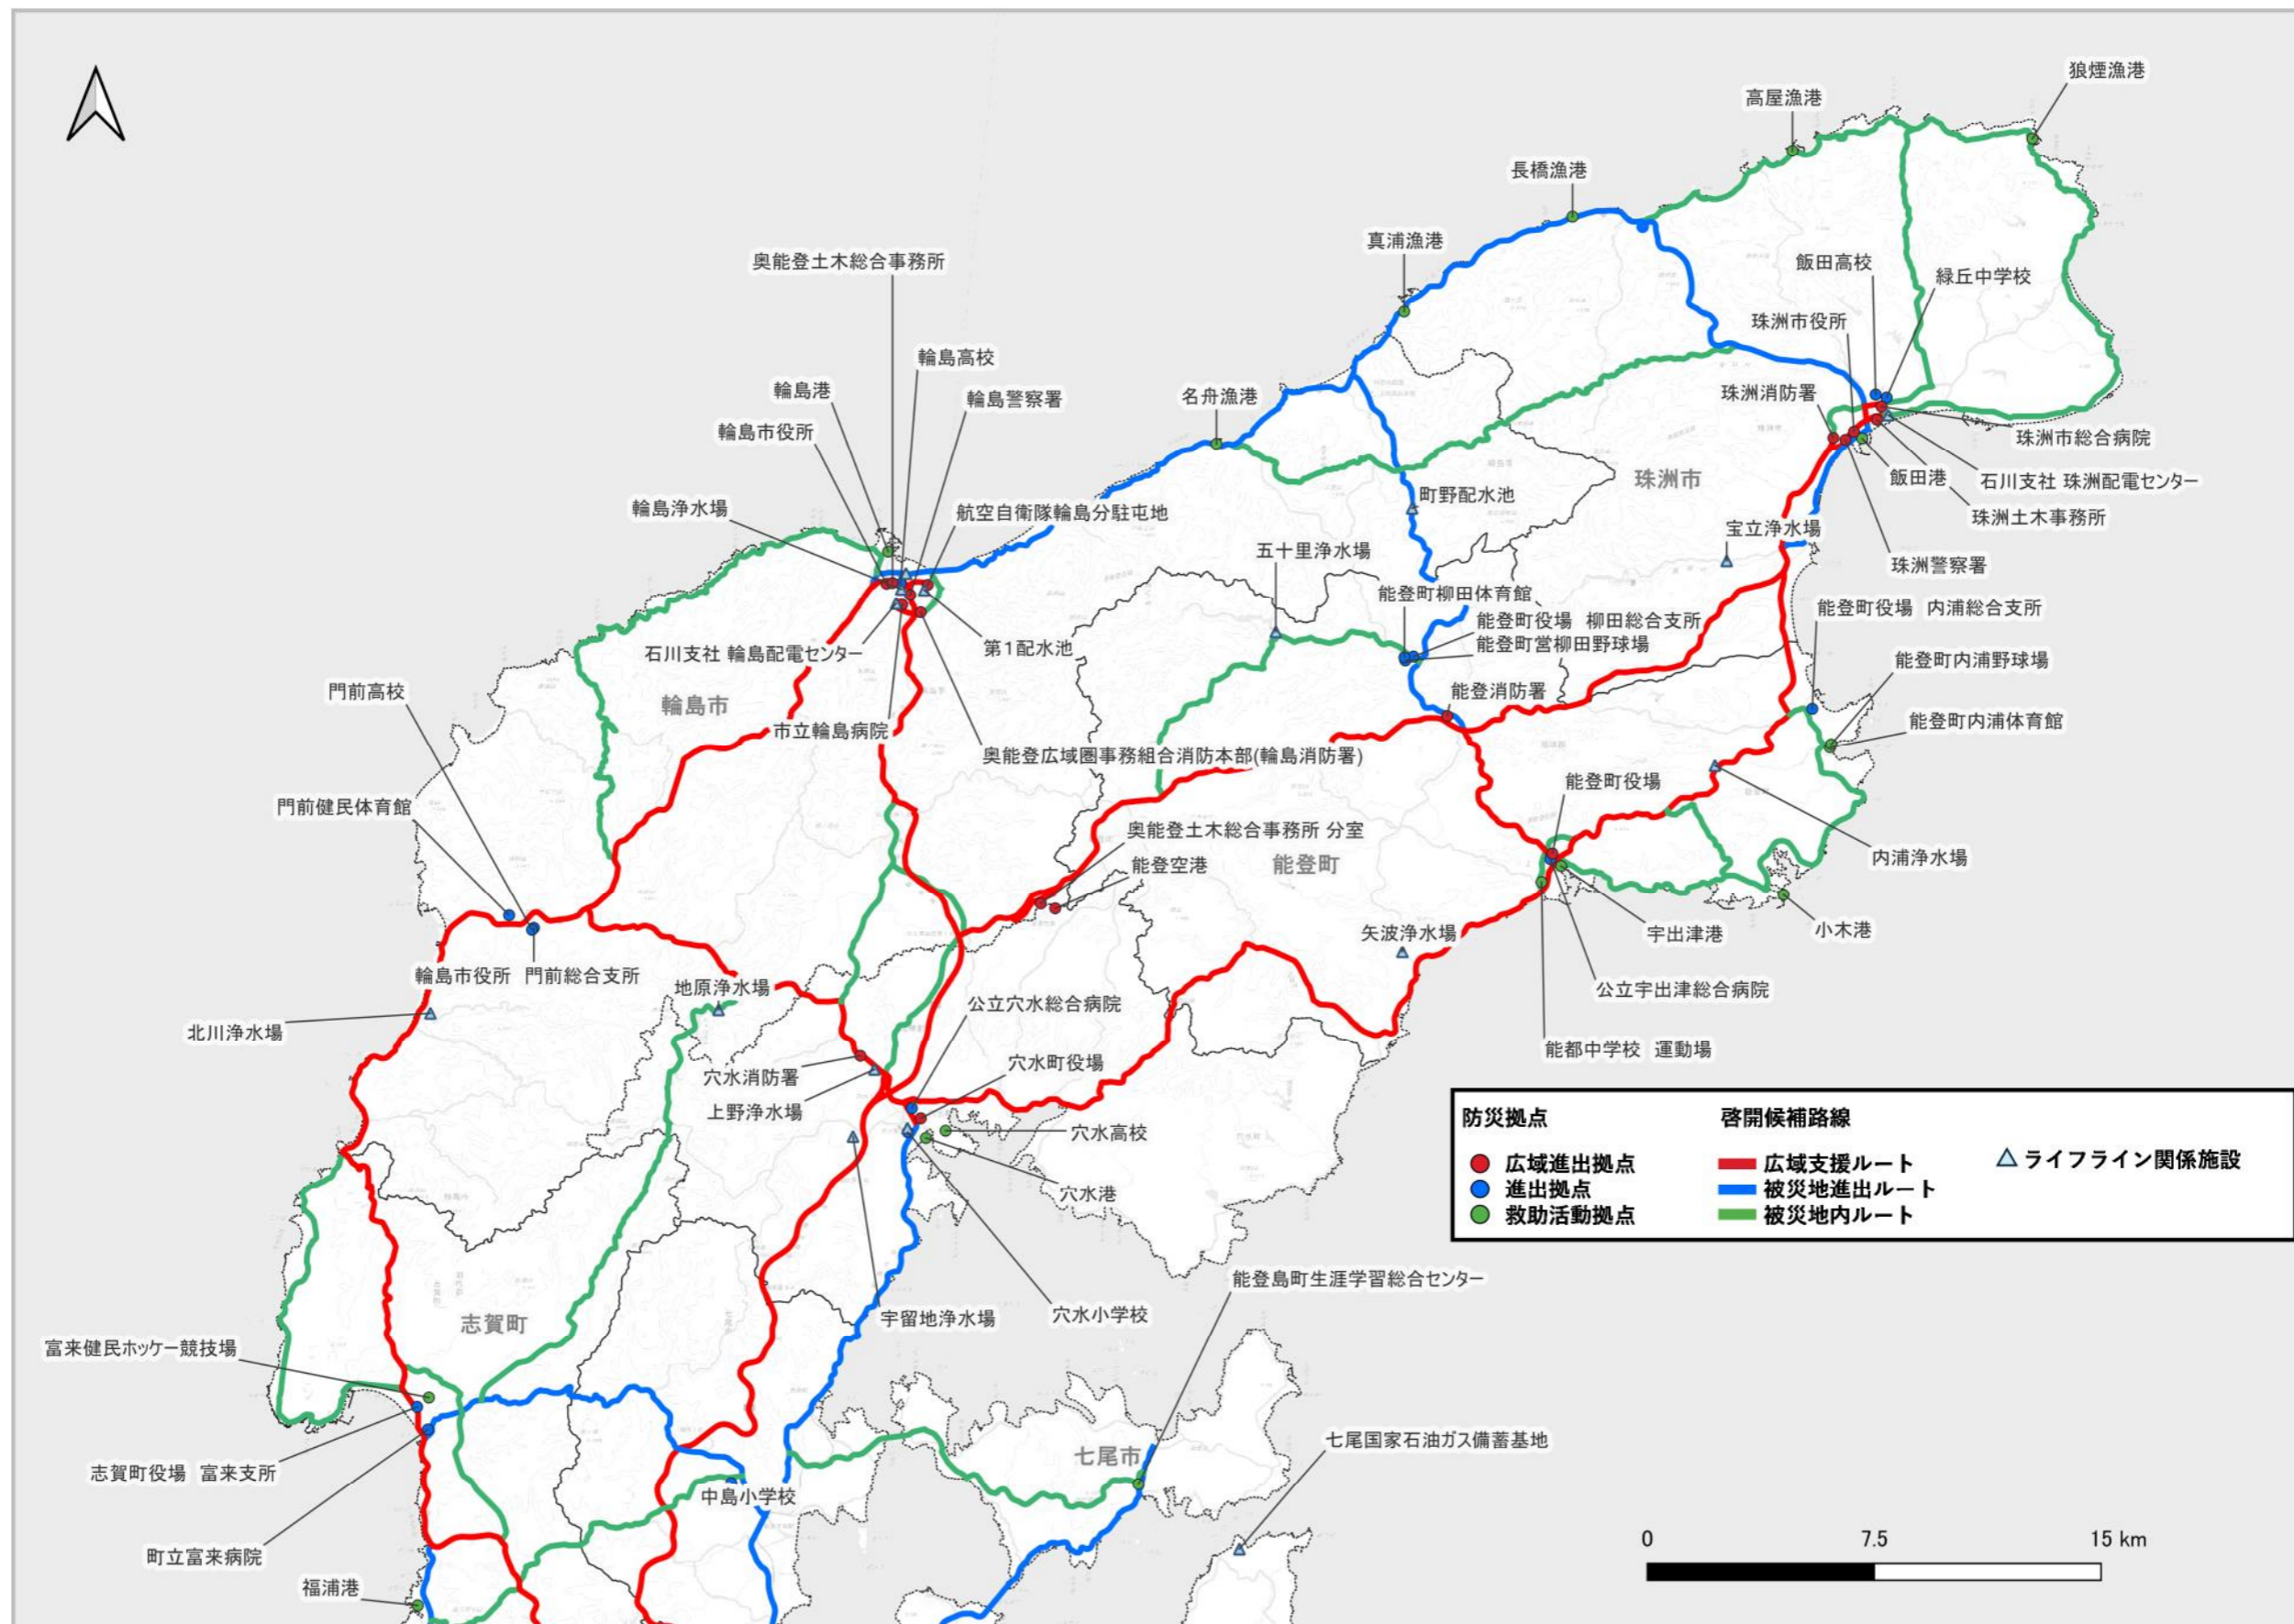 狼煙漁港
高屋漁港
長橋漁港
真浦漁港
奥能登土木総合事務所
飯田高校
緑丘中学校
珠洲市役所
輪島高校
輪島港
輪島警察署
名舟漁港
珠洲消防署
輪島市役所
珠洲市総合病院
珠洲市
飯田港
石川支社 珠洲配電センター
町野配水池
輪島浄水場
航空自衛隊輪島分駐屯地
珠洲土木事務所
宝立浄水場
五十里浄水場
珠洲警察署
能登町柳田体育館
能登町役場 内浦総合支所
能登町役場 柳田総合支所
能登町営柳田野球場
石川支社 輪島配電センター
第1配水池
能登町内浦野球場
門前高校
能登消防署
輪島市
能登町内浦体育館
市立輪島病院
奥能登広域圏事務組合消防本部(輪島消防署)
能登町役場
門前健民体育館
奥能登土木総合事務所 分室
能登空港
能登町
内浦浄水場
矢波浄水場
宇出津港
小木港
輪島市役所 門前総合支所
地原浄水場
公立穴水総合病院
公立宇出津総合病院
北川浄水場
能都中学校 運動場
穴水町役場
穴水消防署
上野浄水場
穴水高校
穴水港
防災拠点
広域進出拠点
進出拠点
救助活動拠点
啓開候補路線
広域支援ルート
被災地進出ルート
被災地内ルート
ライフライン関係施設
能登島町生涯学習総合センター
宇留地浄水場
穴水小学校
志賀町
富来健民ホッケー競技場
七尾市
七尾国家石油ガス備蓄基地
志賀町役場 富来支所
中島小学校
町立富来病院
福浦港
0 7.5 15 km